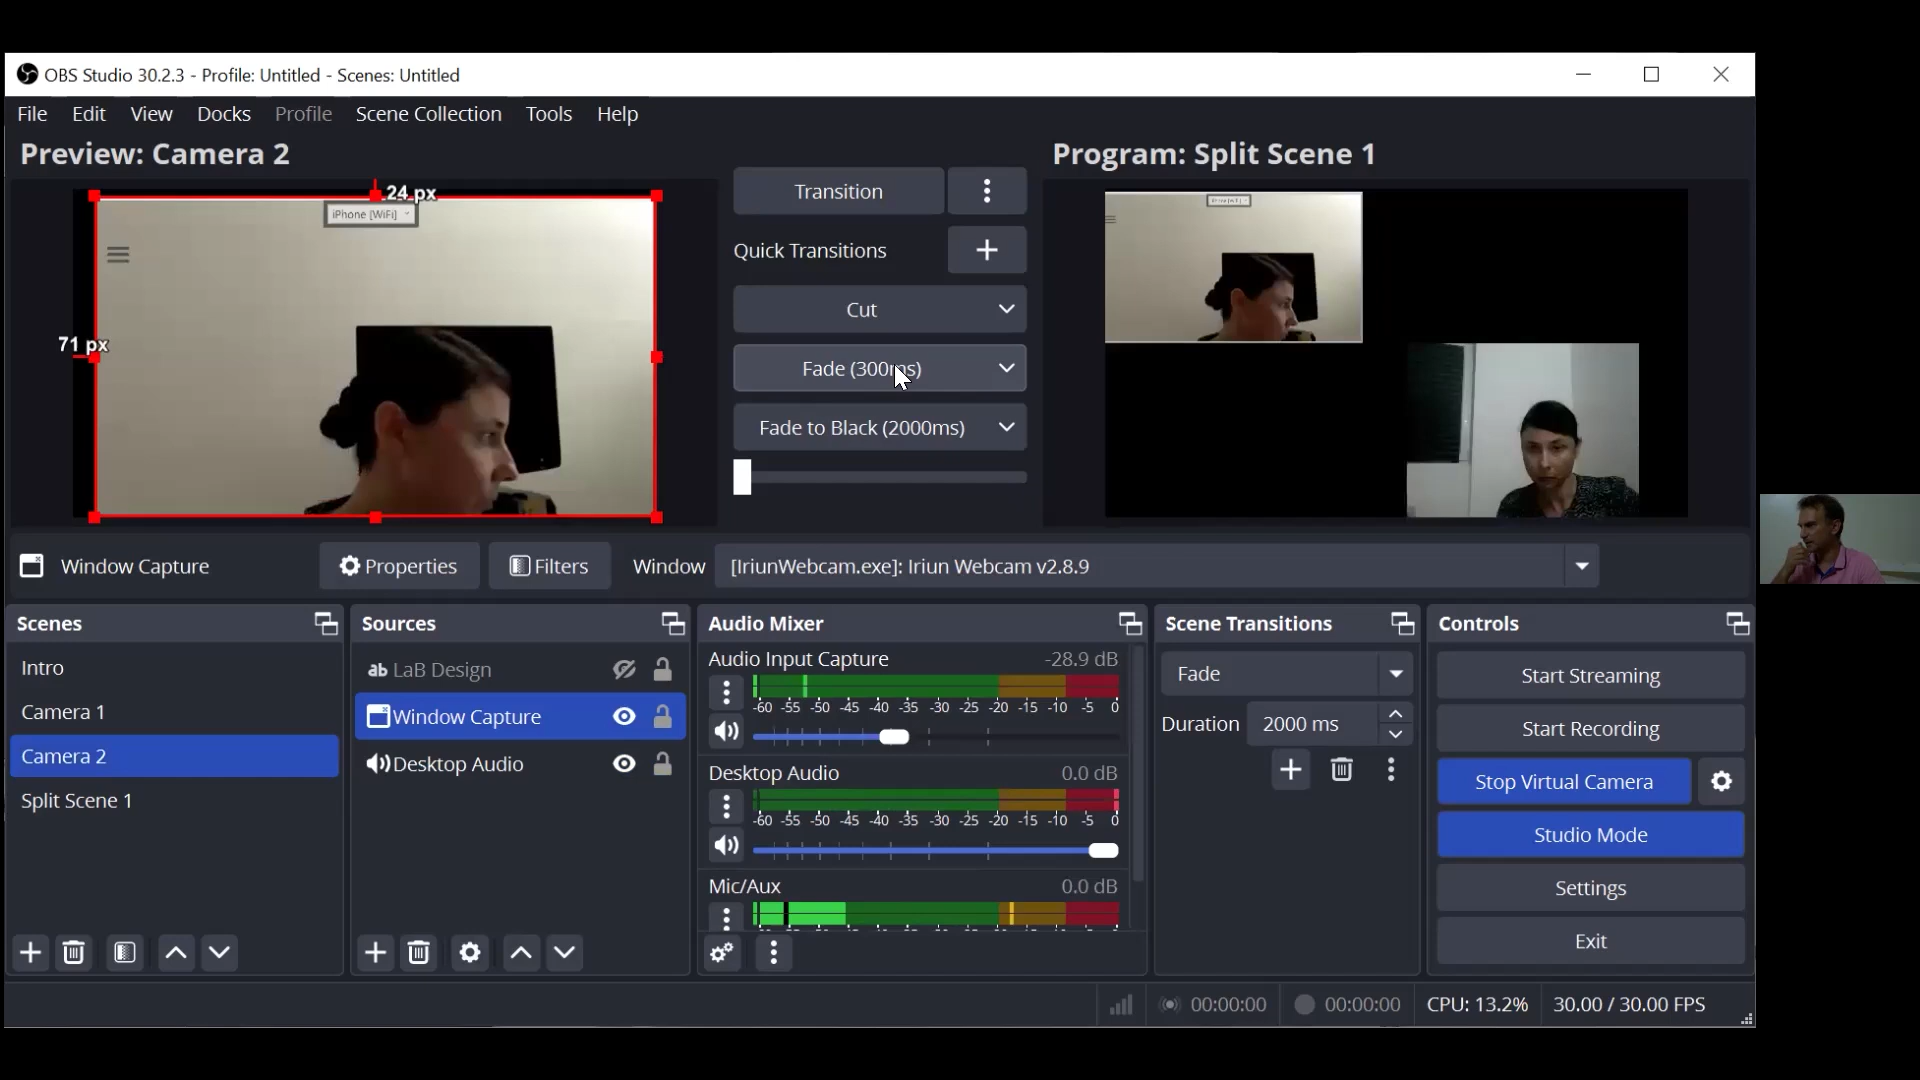 OBS Studio 30.2.3 - Profile: Untitled - Scenes: Untitled
File Edit View Docks Profile Scene Collection Tools Help
Preview: Camera 2
Program: Split Scene 1
24 px
iPhone [WiFi]
71 px
Transition
Quick Transitions
Cut
Fade (300ms)
Fade to Black (2000ms)
Window Capture Properties Filters Window [IriunWebcam.exe]: Iriun Webcam v2.8.9
Scenes
Intro
Camera 1
Camera 2
Split Scene 1
Sources
ab LaB Design
Window Capture
Desktop Audio
Audio Mixer
Audio Input Capture -28.9 dB
-60 -55 -50 -45 -40 -35 -30 -25 -20 -15 -10 -5 0
Desktop Audio 0.0 dB
-60 -55 -50 -45 -40 -35 -30 -25 -20 -15 -10 -5 0
Mic/Aux 0.0 dB
Scene Transitions
Fade
Duration 2000 ms
Controls
Start Streaming
Start Recording
Stop Virtual Camera
Studio Mode
Settings
Exit
00:00:00 00:00:00 CPU: 13.2% 30.00 / 30.00 FPS